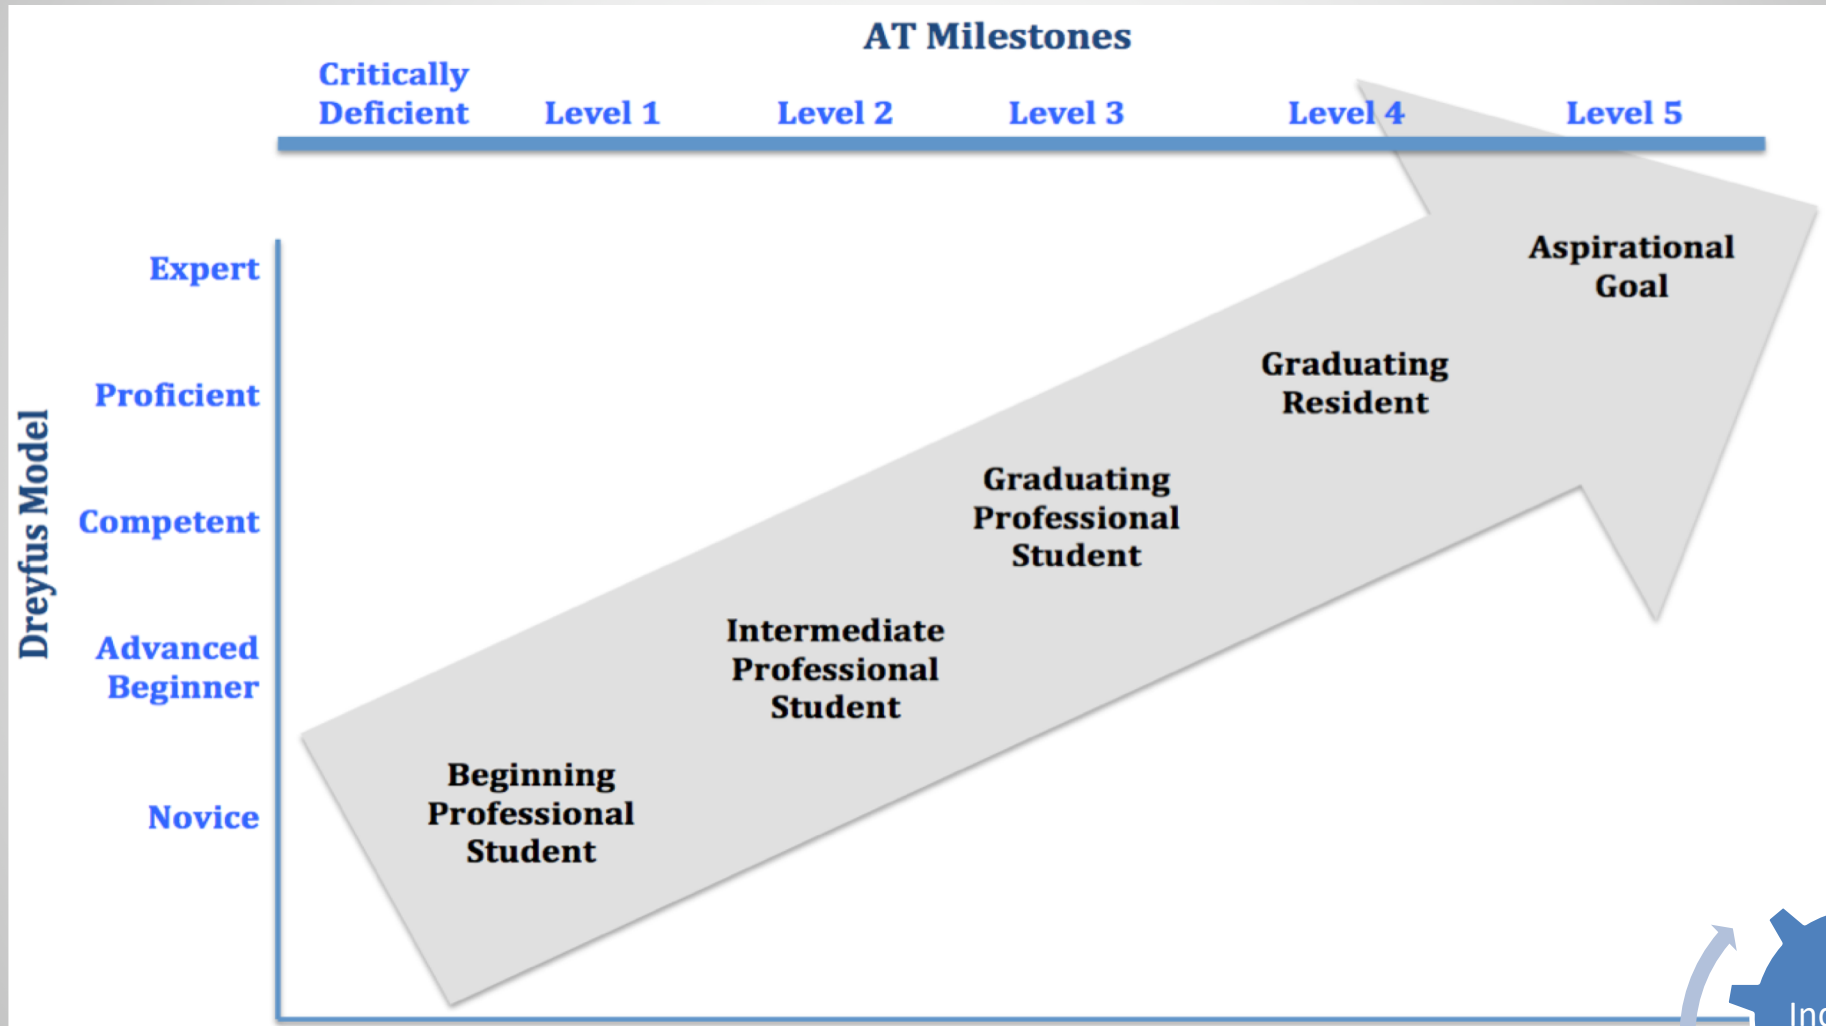 AT Milestones
Critically
Deficient
Level 1
Level 2
Level 3
Level 4
Level 5
Dreyfus Model
Expert
Proficient
Competent
Advanced
Beginner
Novice
Aspirational
Goal
Graduating
Resident
Graduating
Professional
Student
Intermediate
Professional
Student
Beginning
Professional
Student